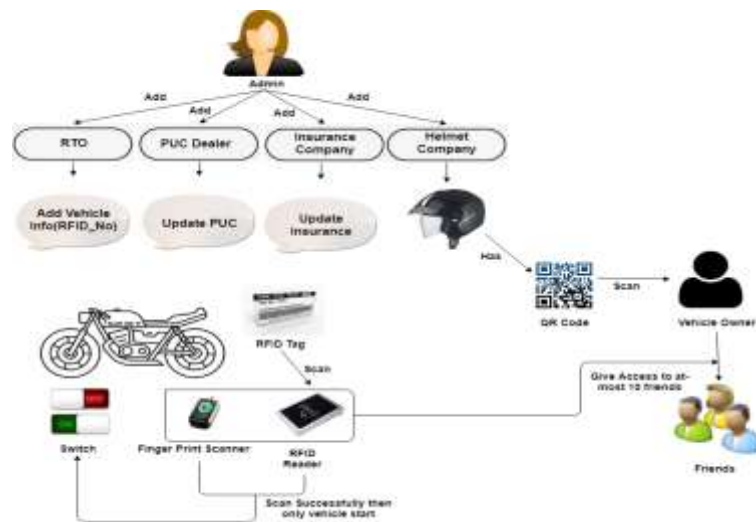 Admin
Add
Add
Add
Add
RTO
PUC Dealer
Insurance
Company
Helmet
Company
Add Vehicle
Info(RFID_No)
Update PUC
Update
Insurance
Has
Scan
QR Code
Vehicle Owner
RFID Tag
Scan
Give Access to at-
most 10 friends
Switch
Finger Print Scanner
RFID
Reader
Friends
Scan Successfully then
only vehicle start